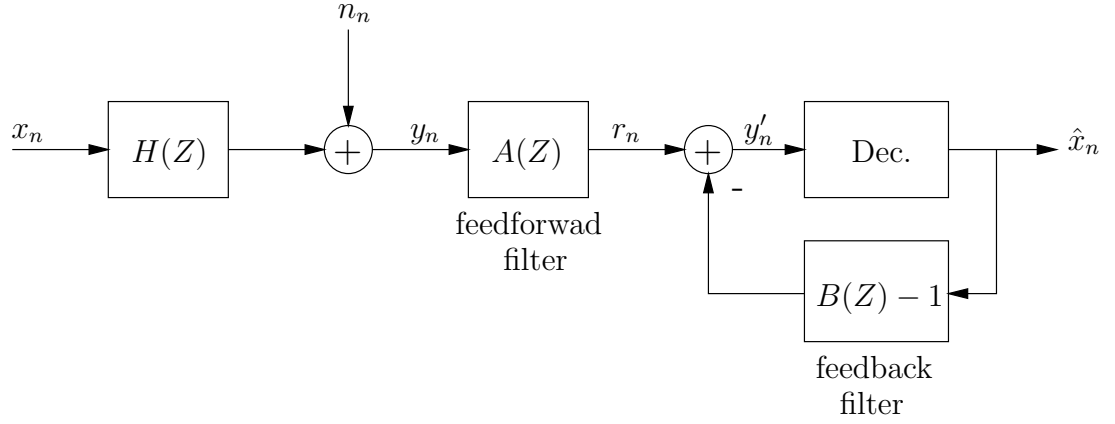 n_n
x_n
H(Z)
+
y_n
A(Z)
r_n
+
y'_n
Dec.
x̂_n
-
feedforwad
filter
B(Z) − 1
feedback
filter